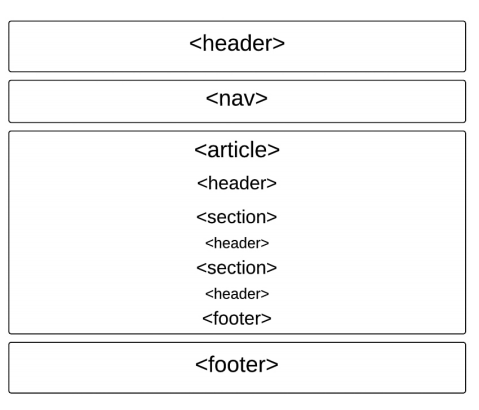 <header>
<nav>
<article>
<header>
<section>
<header>
<section>
<header>
<footer>
<footer>